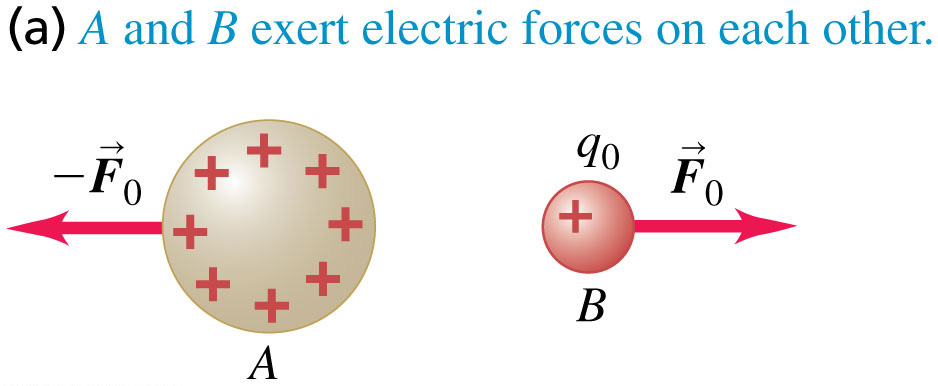 (a) A and B exert electric forces on each other.
q₀
−F⃗₀
F⃗₀
+ + + + + + + +
+
B
A